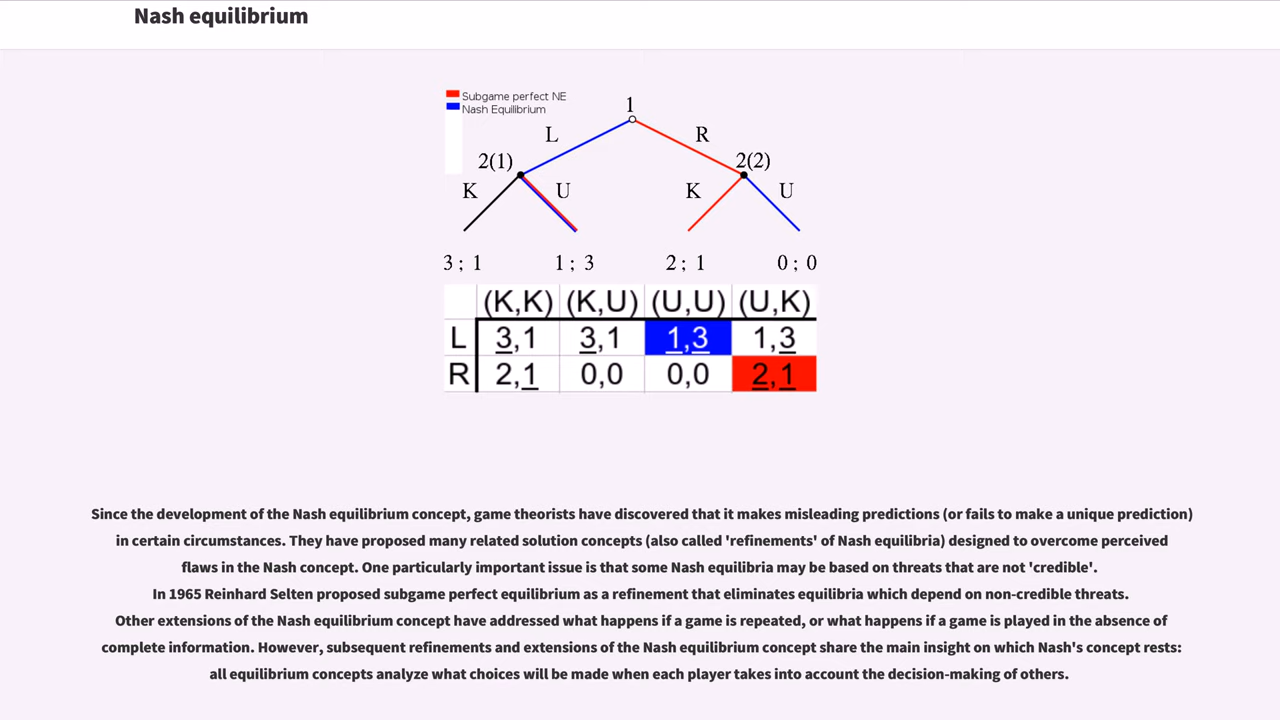 Nash equilibrium
Subgame perfect NE
Nash Equilibrium
1
L R
2(1) 2(2)
K U K U
3 ; 1 1 ; 3 2 ; 1 0 ; 0
(K,K) (K,U) (U,U) (U,K)
L 3,1 3,1 1,3 1,3
R 2,1 0,0 0,0 2,1
Since the development of the Nash equilibrium concept, game theorists have discovered that it makes misleading predictions (or fails to make a unique prediction)
in certain circumstances. They have proposed many related solution concepts (also called 'refinements' of Nash equilibria) designed to overcome perceived
flaws in the Nash concept. One particularly important issue is that some Nash equilibria may be based on threats that are not 'credible'.
In 1965 Reinhard Selten proposed subgame perfect equilibrium as a refinement that eliminates equilibria which depend on non-credible threats.
Other extensions of the Nash equilibrium concept have addressed what happens if a game is repeated, or what happens if a game is played in the absence of
complete information. However, subsequent refinements and extensions of the Nash equilibrium concept share the main insight on which Nash's concept rests:
all equilibrium concepts analyze what choices will be made when each player takes into account the decision-making of others.